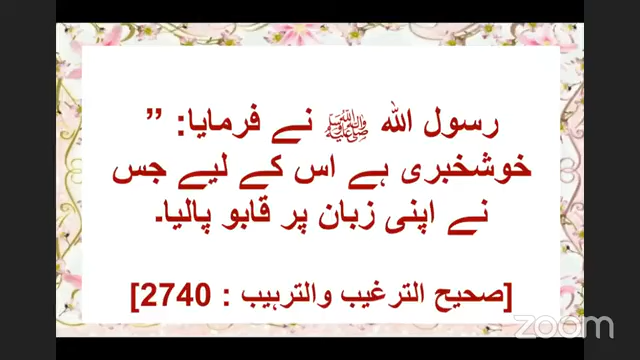 رسول اللہ ﷺ نے فرمایا: ”
خوشخبری ہے اس کے لیے جس
نے اپنی زبان پر قابو پالیا۔
[صحیح الترغیب والترہیب : 2740]
zoom